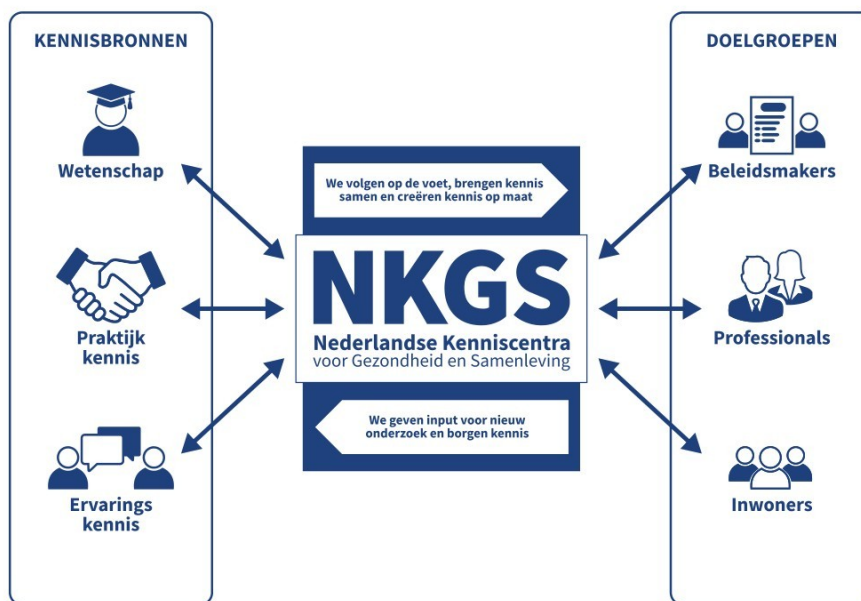 KENNISBRONNEN
Wetenschap
Praktijk
kennis
Ervarings
kennis
We volgen op de voet, brengen kennis
samen en creëren kennis op maat
NKGS
Nederlandse Kenniscentra
voor Gezondheid en Samenleving
We geven input voor nieuw
onderzoek en borgen kennis
DOELGROEPEN
Beleidsmakers
Professionals
Inwoners